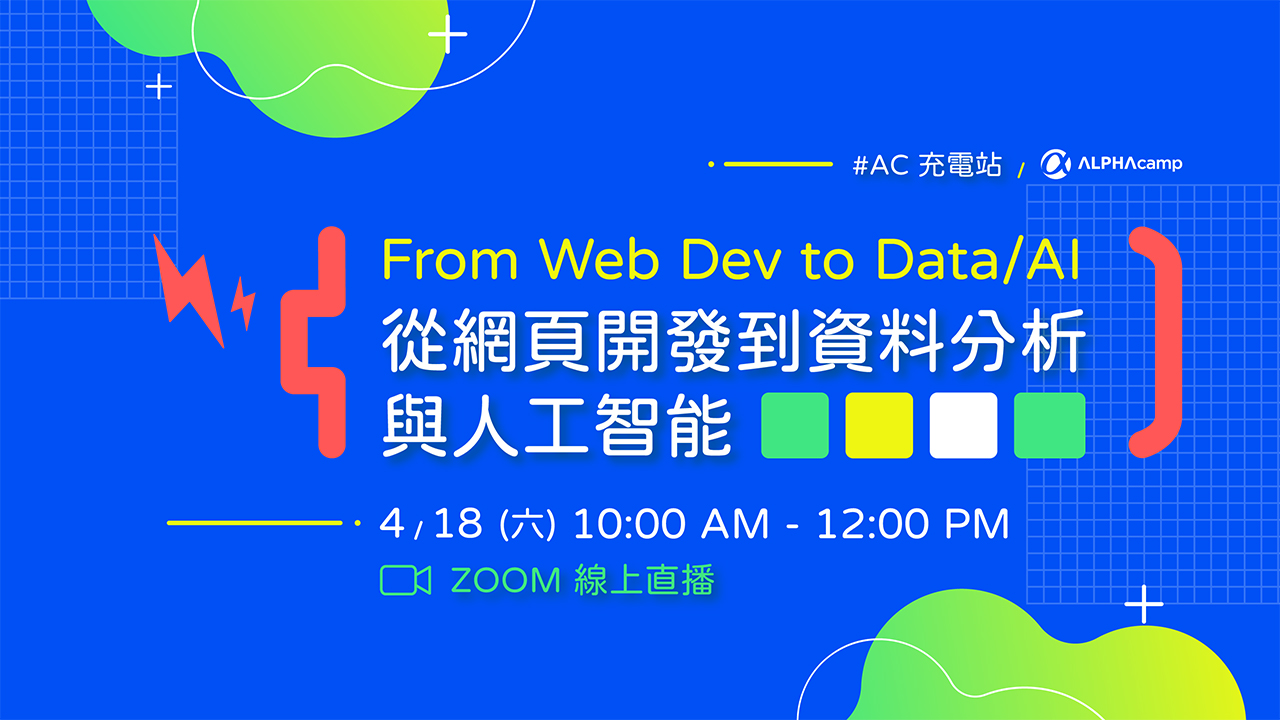 #AC 充電站 / ALPHAcamp
From Web Dev to Data/AI
從網頁開發到資料分析
與人工智能
4/18 (六) 10:00 AM - 12:00 PM
ZOOM 線上直播